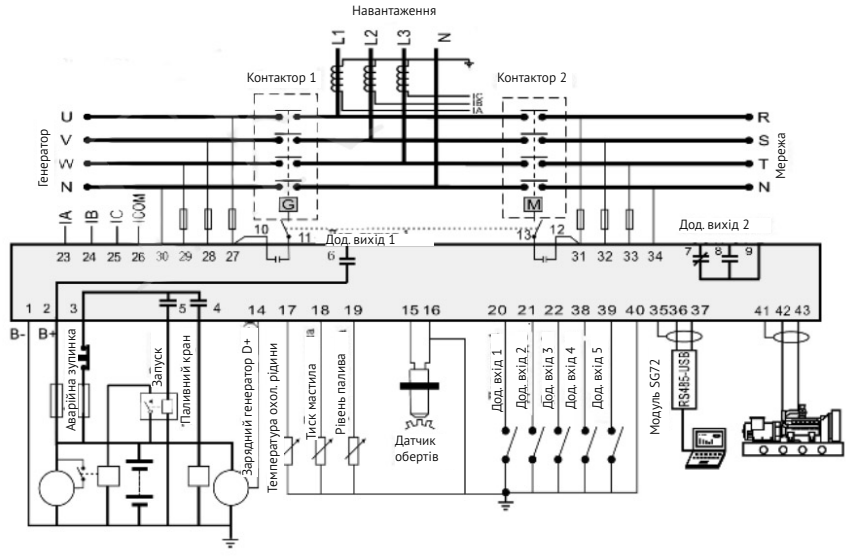 Навантаження
L1 L2 L3 N
Контактор 1
Контактор 2
IC
IB
IA
U
V
W
N
Генератор
R
S
T
N
Мережа
G
M
IA IB IC ICOM
10 11 Дод. вихід 1 13 12 Дод. вихід 2
23 24 25 26 30 29 28 27 6 31 32 33 34 7 8 9
1 2 3 5 4 14 17 18 19 15 16 20 21 22 38 39 40 35 36 37 41 42 43
B- B+
Аварійна зупинка
Запуск
"Паливний кран
Зарядний генератор D+
Температура охол. рідини
Тиск мастила
Рівень палива
Датчик
обертів
Дод. вхід 1
Дод. вхід 2
Дод. вхід 3
Дод. вхід 4
Дод. вхід 5
Модуль SG72
RS485-USB